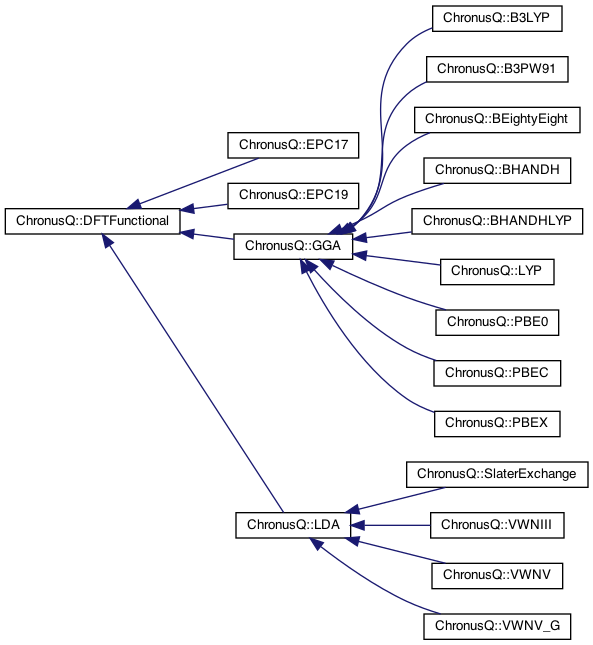 ChronusQ::B3LYP
ChronusQ::B3PW91
ChronusQ::BEightyEight
ChronusQ::EPC17
ChronusQ::BHANDH
ChronusQ::EPC19
ChronusQ::DFTFunctional
ChronusQ::BHANDHLYP
ChronusQ::GGA
ChronusQ::LYP
ChronusQ::PBE0
ChronusQ::PBEC
ChronusQ::PBEX
ChronusQ::SlaterExchange
ChronusQ::LDA
ChronusQ::VWNIII
ChronusQ::VWNV
ChronusQ::VWNV_G